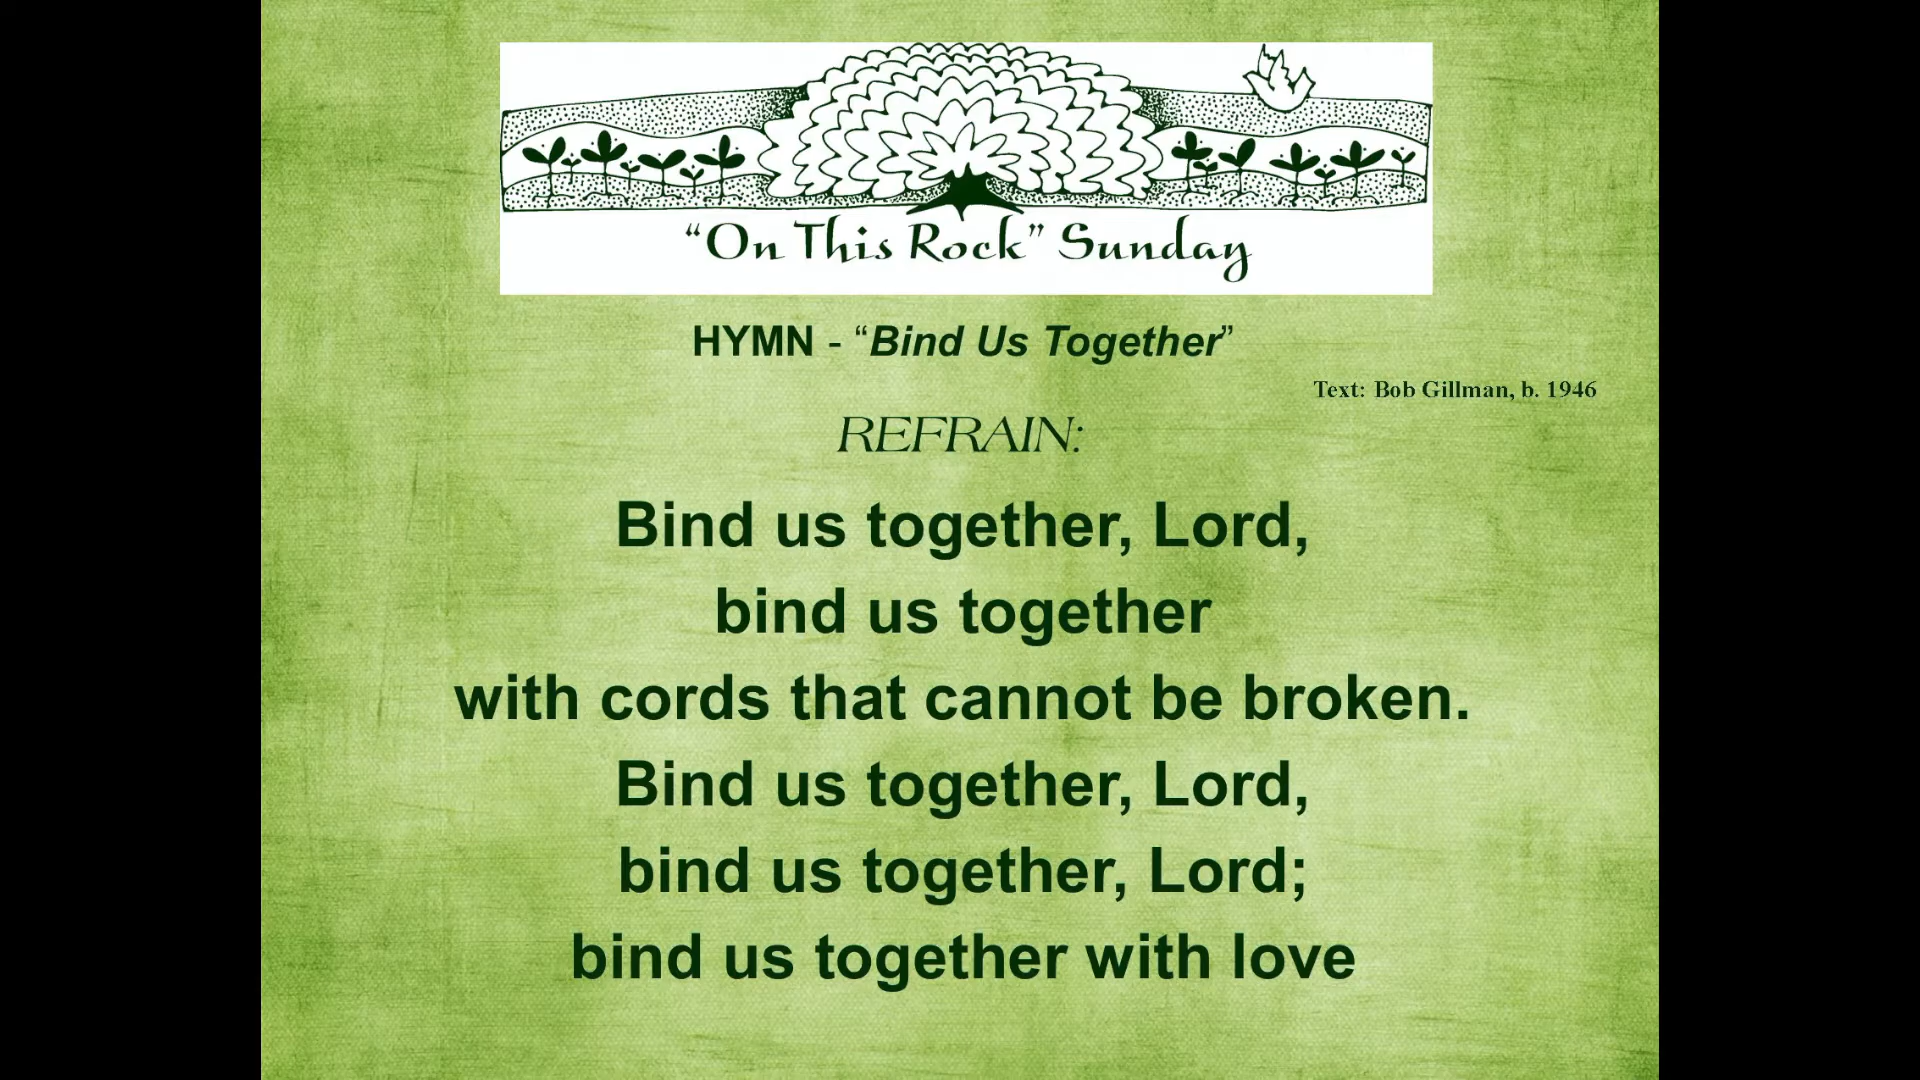 “On This Rock” Sunday
HYMN - “Bind Us Together”
Text: Bob Gillman, b. 1946
REFRAIN:
Bind us together, Lord,
bind us together
with cords that cannot be broken.
Bind us together, Lord,
bind us together, Lord;
bind us together with love